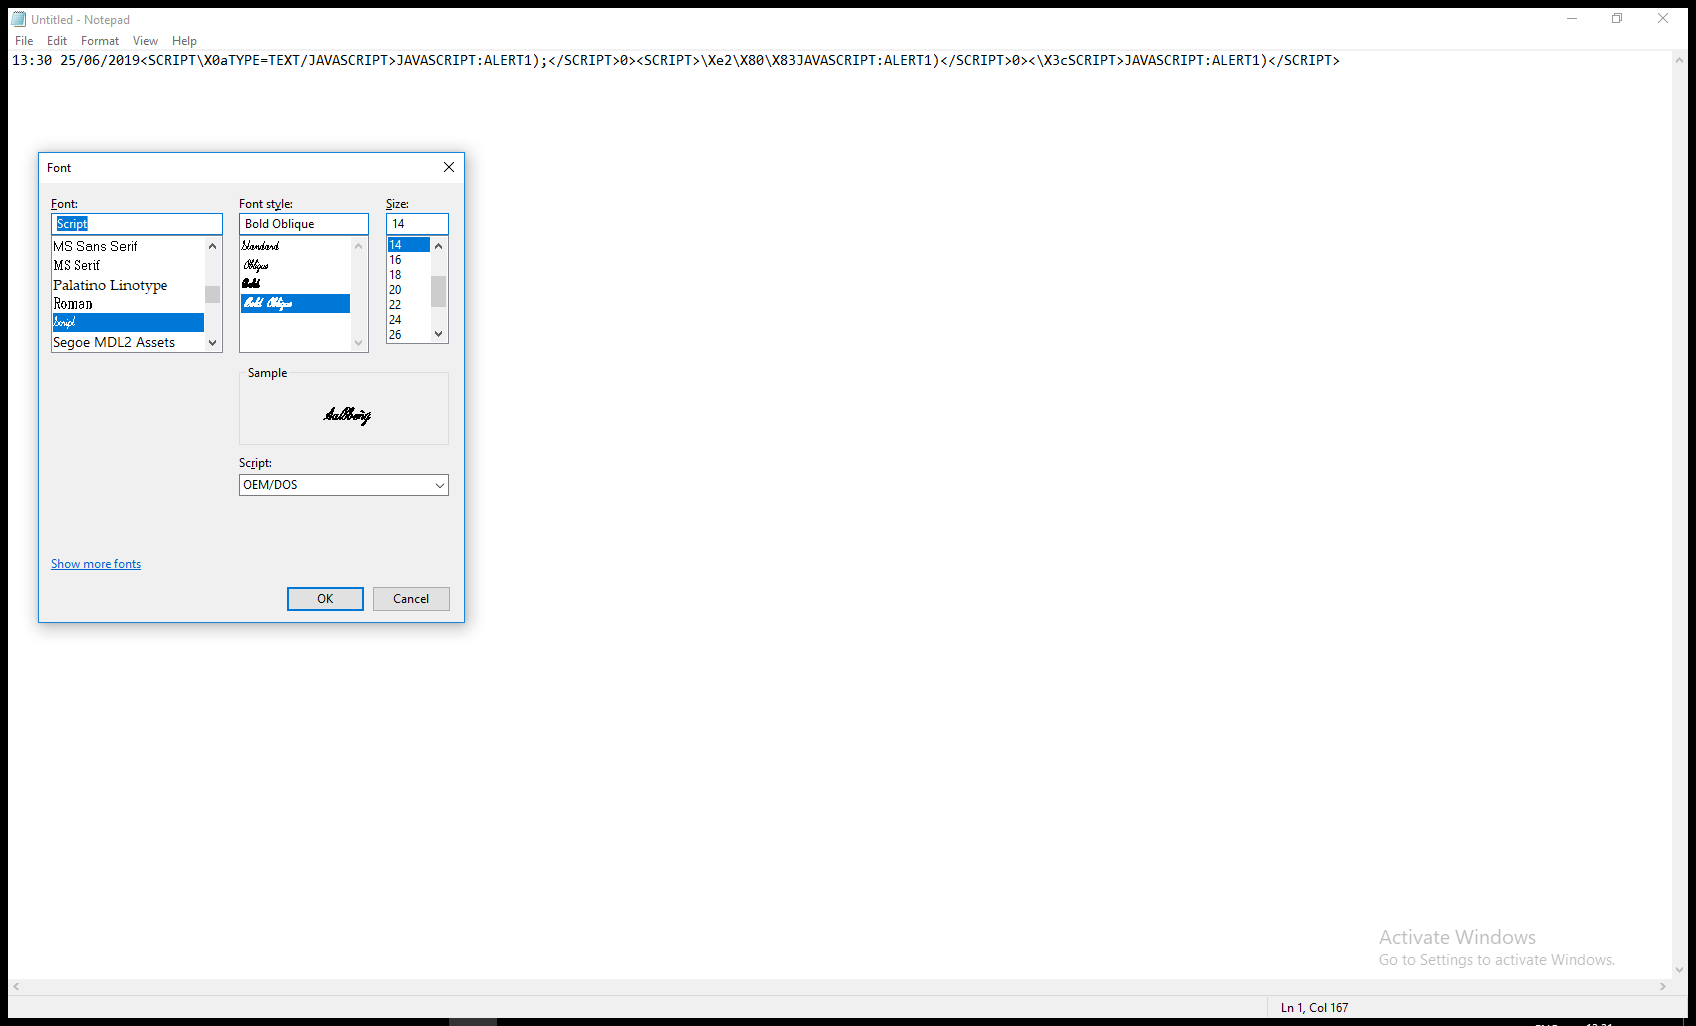 Untitled - Notepad
File Edit Format View Help
13:30 25/06/2019<SCRIPT\X0aTYPE=TEXT/JAVASCRIPT>JAVASCRIPT:ALERT1);</SCRIPT>0><SCRIPT>\Xe2\X80\X83JAVASCRIPT:ALERT1)</SCRIPT>0><\X3cSCRIPT>JAVASCRIPT:ALERT1)</SCRIPT>
Font
Font: Font style: Size:
Script Bold Oblique 14
MS Sans Serif Standard 14
MS Serif Oblique 16
Palatino Linotype Bold 18
Roman Bold Oblique 20
Script 22
Segoe MDL2 Assets 24
26
Sample
AaBbØñg
Script:
OEM/DOS
Show more fonts
OK Cancel
Activate Windows
Go to Settings to activate Windows.
Ln 1, Col 167